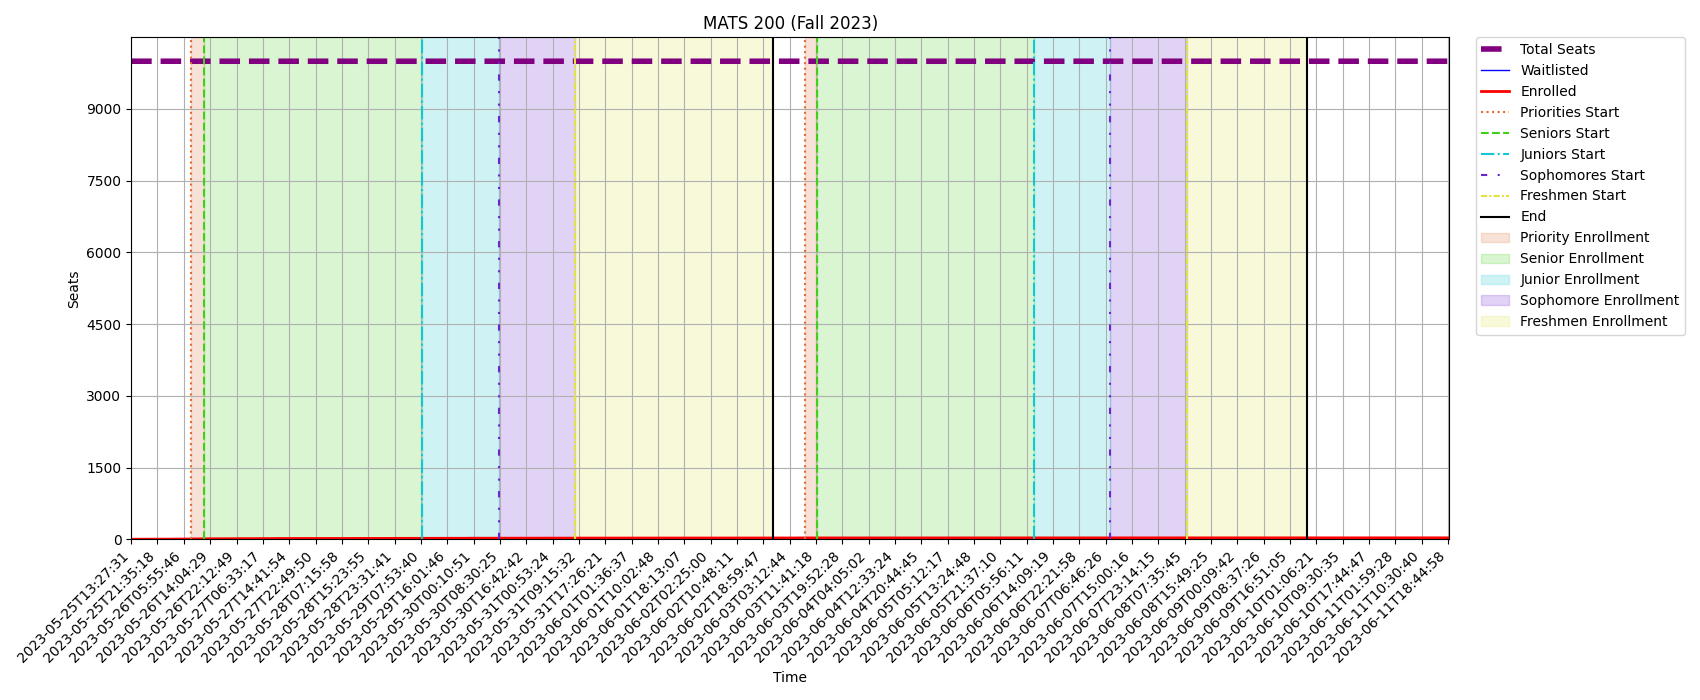 MATS 200 (Fall 2023)
Total Seats
Waitlisted
Enrolled
Priorities Start
Seniors Start
Juniors Start
Sophomores Start
Freshmen Start
End
Priority Enrollment
Senior Enrollment
Junior Enrollment
Sophomore Enrollment
Freshmen Enrollment
Seats
9000
7500
6000
4500
3000
1500
0
2023-05-25T13:27:31
2023-05-25T21:35:18
2023-05-26T05:55:46
2023-05-26T14:04:29
2023-05-26T22:12:49
2023-05-27T06:33:17
2023-05-27T14:41:54
2023-05-27T22:49:50
2023-05-28T07:15:58
2023-05-28T15:23:55
2023-05-28T23:31:41
2023-05-29T07:53:40
2023-05-29T16:01:46
2023-05-30T00:10:51
2023-05-30T08:30:25
2023-05-30T16:42:42
2023-05-31T00:53:24
2023-05-31T09:15:32
2023-05-31T17:26:21
2023-06-01T01:36:37
2023-06-01T10:02:48
2023-06-01T18:13:07
2023-06-02T02:25:00
2023-06-02T10:48:11
2023-06-02T18:59:47
2023-06-03T03:12:44
2023-06-03T11:41:18
2023-06-03T19:52:28
2023-06-04T04:05:02
2023-06-04T12:33:24
2023-06-04T20:44:45
2023-06-05T05:12:17
2023-06-05T13:24:48
2023-06-05T21:37:10
2023-06-06T05:56:11
2023-06-06T14:09:19
2023-06-06T22:21:58
2023-06-07T06:46:26
2023-06-07T15:00:16
2023-06-07T23:14:15
2023-06-08T07:35:45
2023-06-08T15:49:25
2023-06-09T00:09:42
2023-06-09T08:37:26
2023-06-09T16:51:05
2023-06-10T01:06:21
2023-06-10T09:30:35
2023-06-10T17:44:47
2023-06-11T01:59:28
2023-06-11T10:30:40
2023-06-11T18:44:58
Time